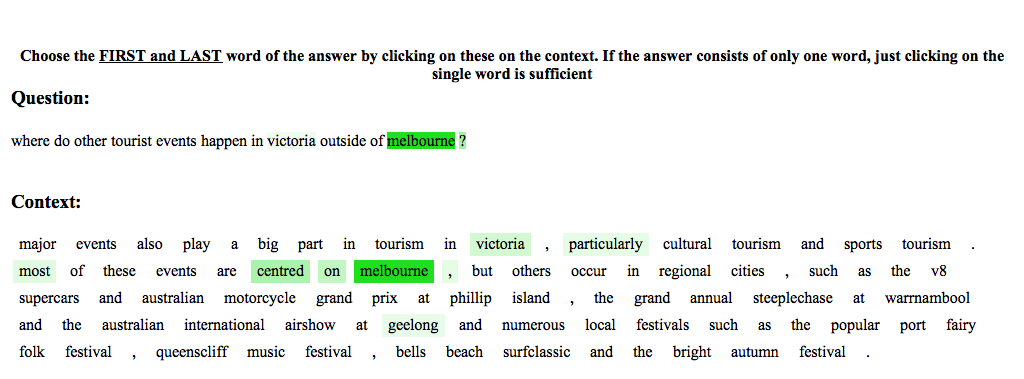 Choose the FIRST and LAST word of the answer by clicking on these on the context. If the answer consists of only one word, just clicking on the
single word is sufficient
Question:
where do other tourist events happen in victoria outside of melbourne ?
Context:
major events also play a big part in tourism in victoria , particularly cultural tourism and sports tourism .
most of these events are centred on melbourne , but others occur in regional cities , such as the v8
supercars and australian motorcycle grand prix at phillip island , the grand annual steeplechase at warrnambool
and the australian international airshow at geelong and numerous local festivals such as the popular port fairy
folk festival , queenscliff music festival , bells beach surfclassic and the bright autumn festival .